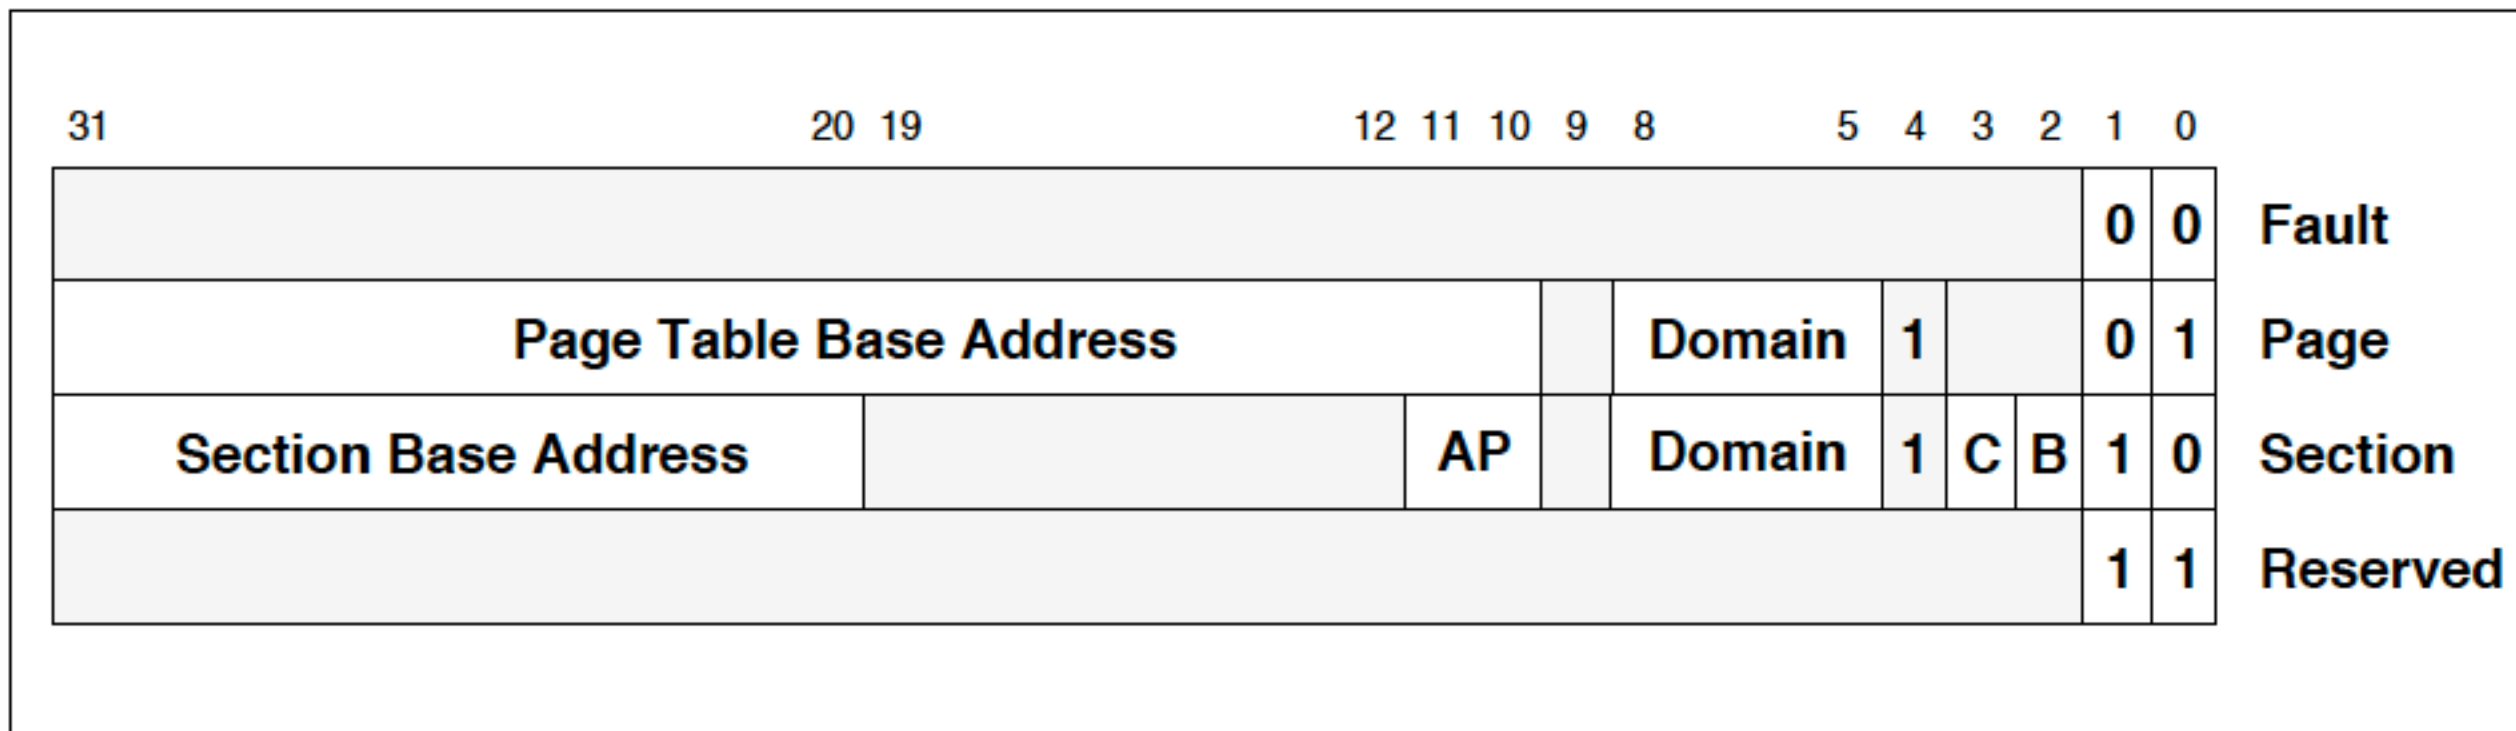 31 20 19 12 11 10 9 8 5 4 3 2 1 0
0 0 Fault
Page Table Base Address Domain 1 0 1 Page
Section Base Address AP Domain 1 C B 1 0 Section
1 1 Reserved